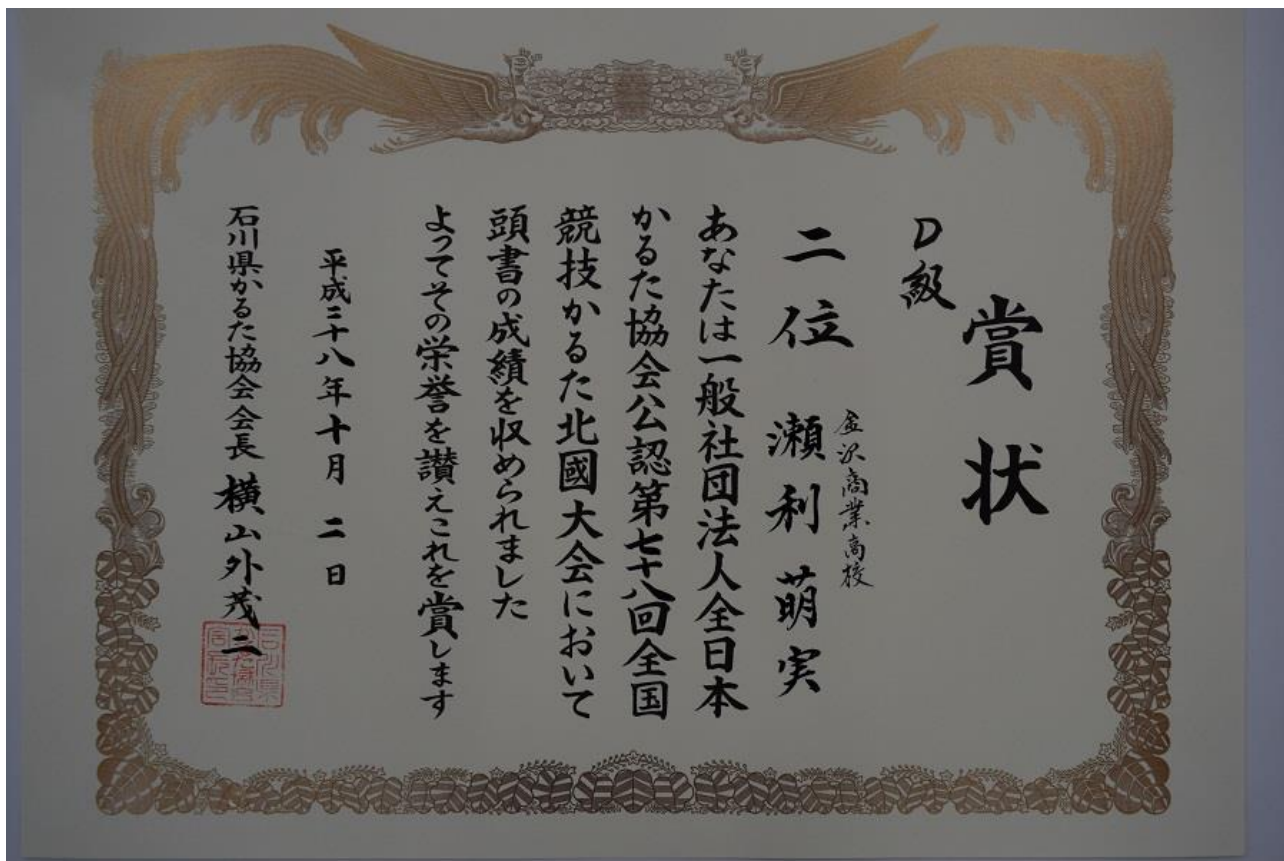 賞状
D級
金沢商業高校
二位 瀬利萌実
あなたは一般社団法人全日本
かるた協会公認第七十八回全国
競技かるた北國大会において
頭書の成績を収められました
よってその栄誉を讃えこれを賞します
平成二十八年十月二日
石川県かるた協会会長 横山外茂二